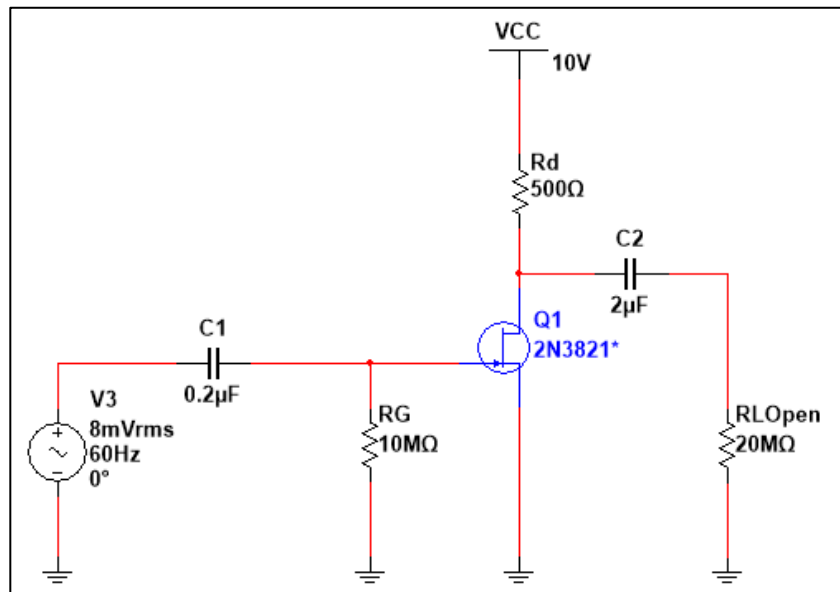 VCC
10V
Rd
500Ω
C2
2µF
Q1
2N3821*
C1
0.2µF
V3
8mVrms
60Hz
0°
RG
10MΩ
RLOpen
20MΩ